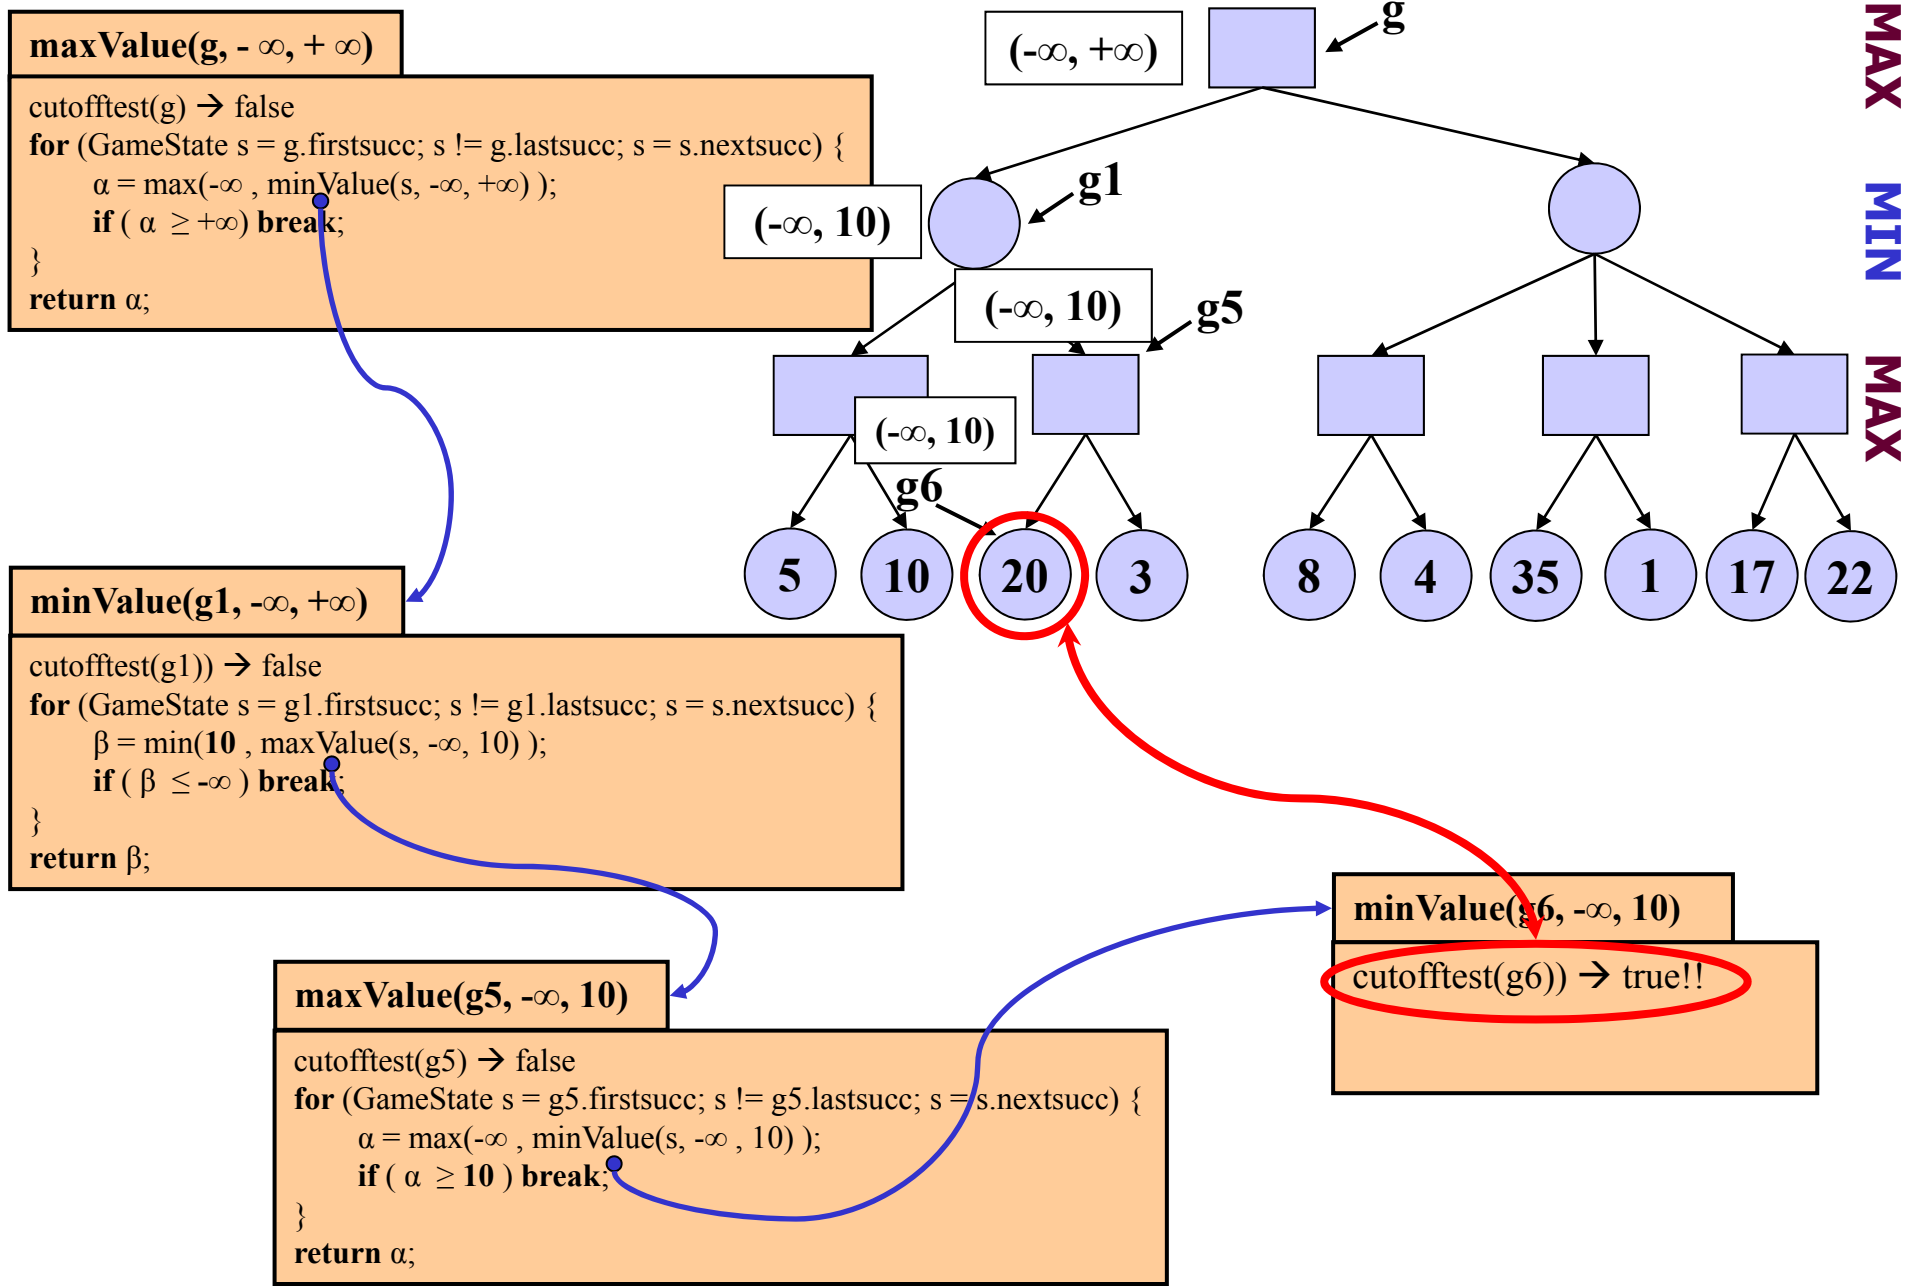 maxValue(g, - ∞, + ∞)
cutofftest(g) → false
for (GameState s = g.firstsucc; s != g.lastsucc; s = s.nextsucc) {
α = max(-∞ , minValue(s, -∞, +∞) );
if ( α ≥ +∞) break;
}
return α;
(-∞, +∞)
g
MAX
(-∞, 10)
g1
MIN
(-∞, 10)
g5
MAX
(-∞, 10)
g6
5
10
20
3
8
4
35
1
17
22
minValue(g1, -∞, +∞)
cutofftest(g1)) → false
for (GameState s = g1.firstsucc; s != g1.lastsucc; s = s.nextsucc) {
β = min(10 , maxValue(s, -∞, 10) );
if ( β ≤ -∞ ) break;
}
return β;
maxValue(g5, -∞, 10)
cutofftest(g5) → false
for (GameState s = g5.firstsucc; s != g5.lastsucc; s = s.nextsucc) {
α = max(-∞ , minValue(s, -∞ , 10) );
if ( α ≥ 10 ) break;
}
return α;
minValue(g6, -∞, 10)
cutofftest(g6)) → true!!